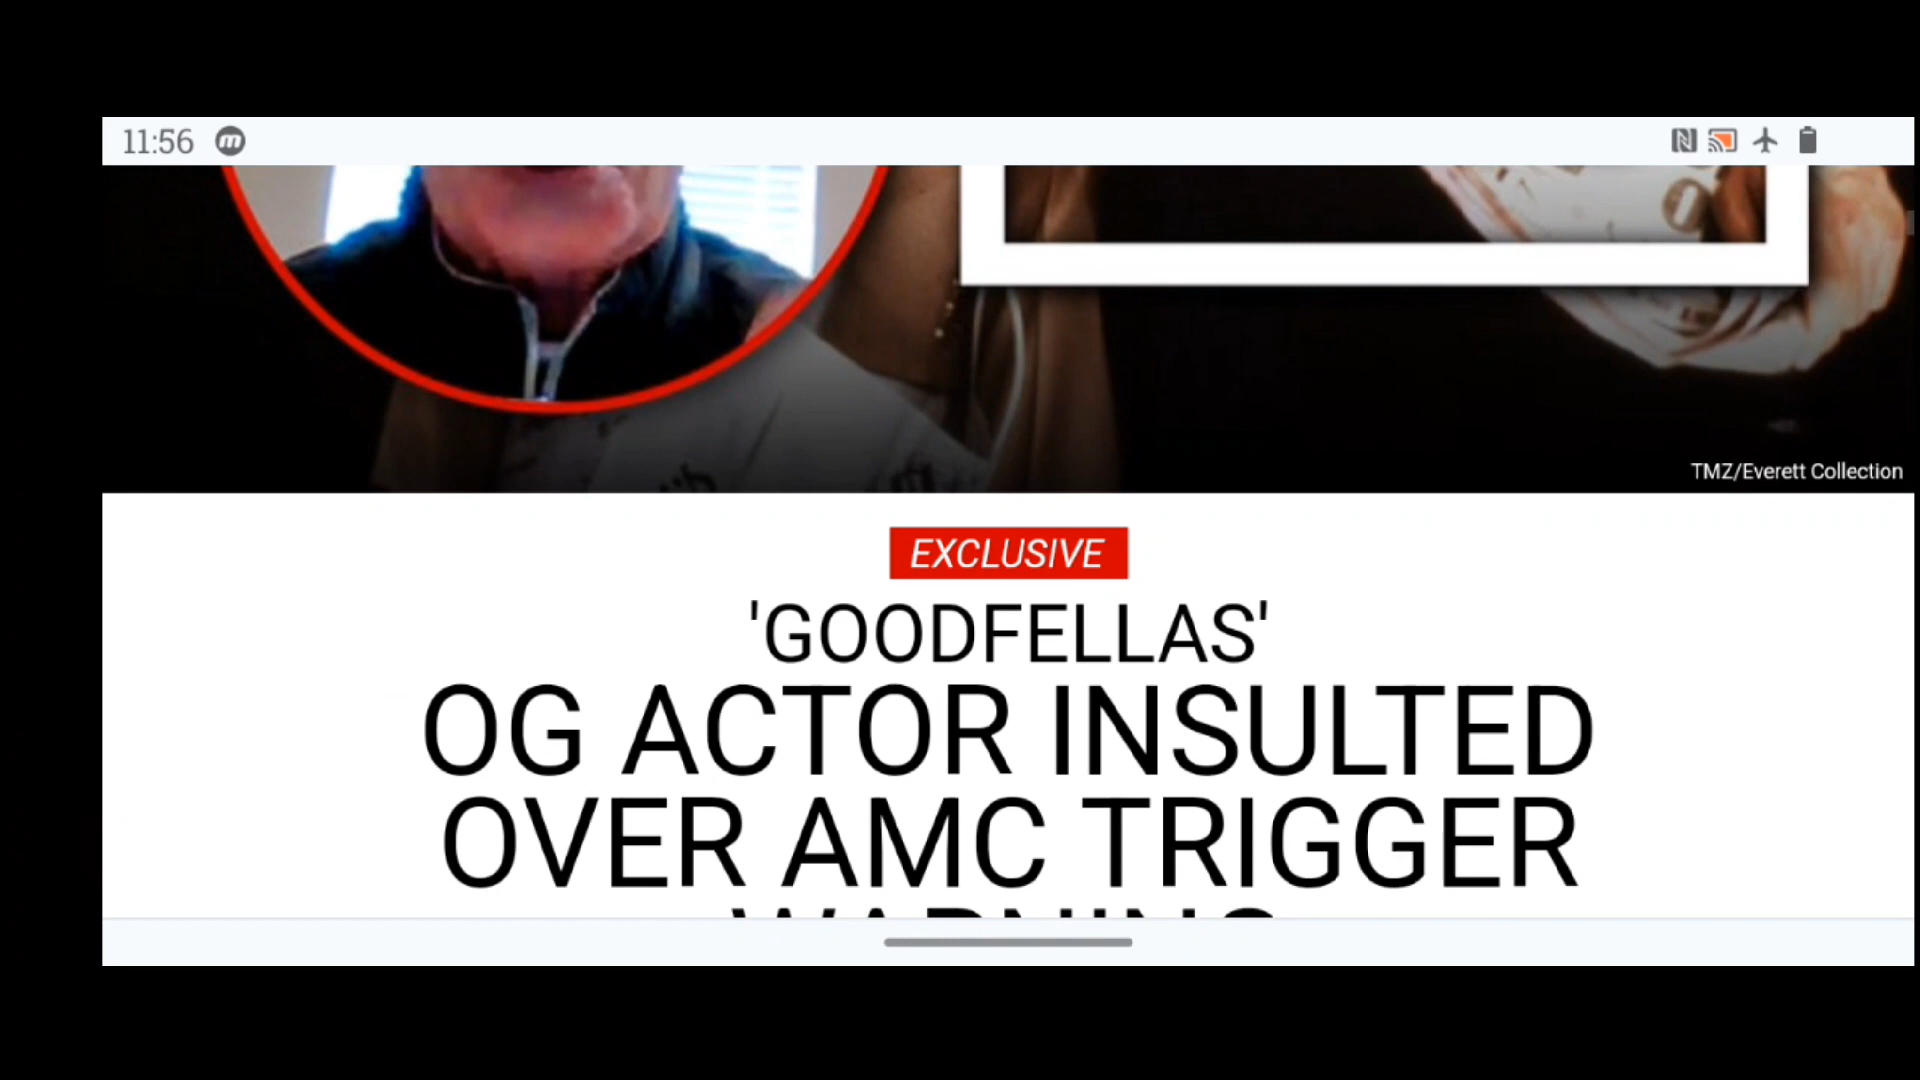 11:56
TMZ/Everett Collection
EXCLUSIVE
'GOODFELLAS'
OG ACTOR INSULTED
OVER AMC TRIGGER